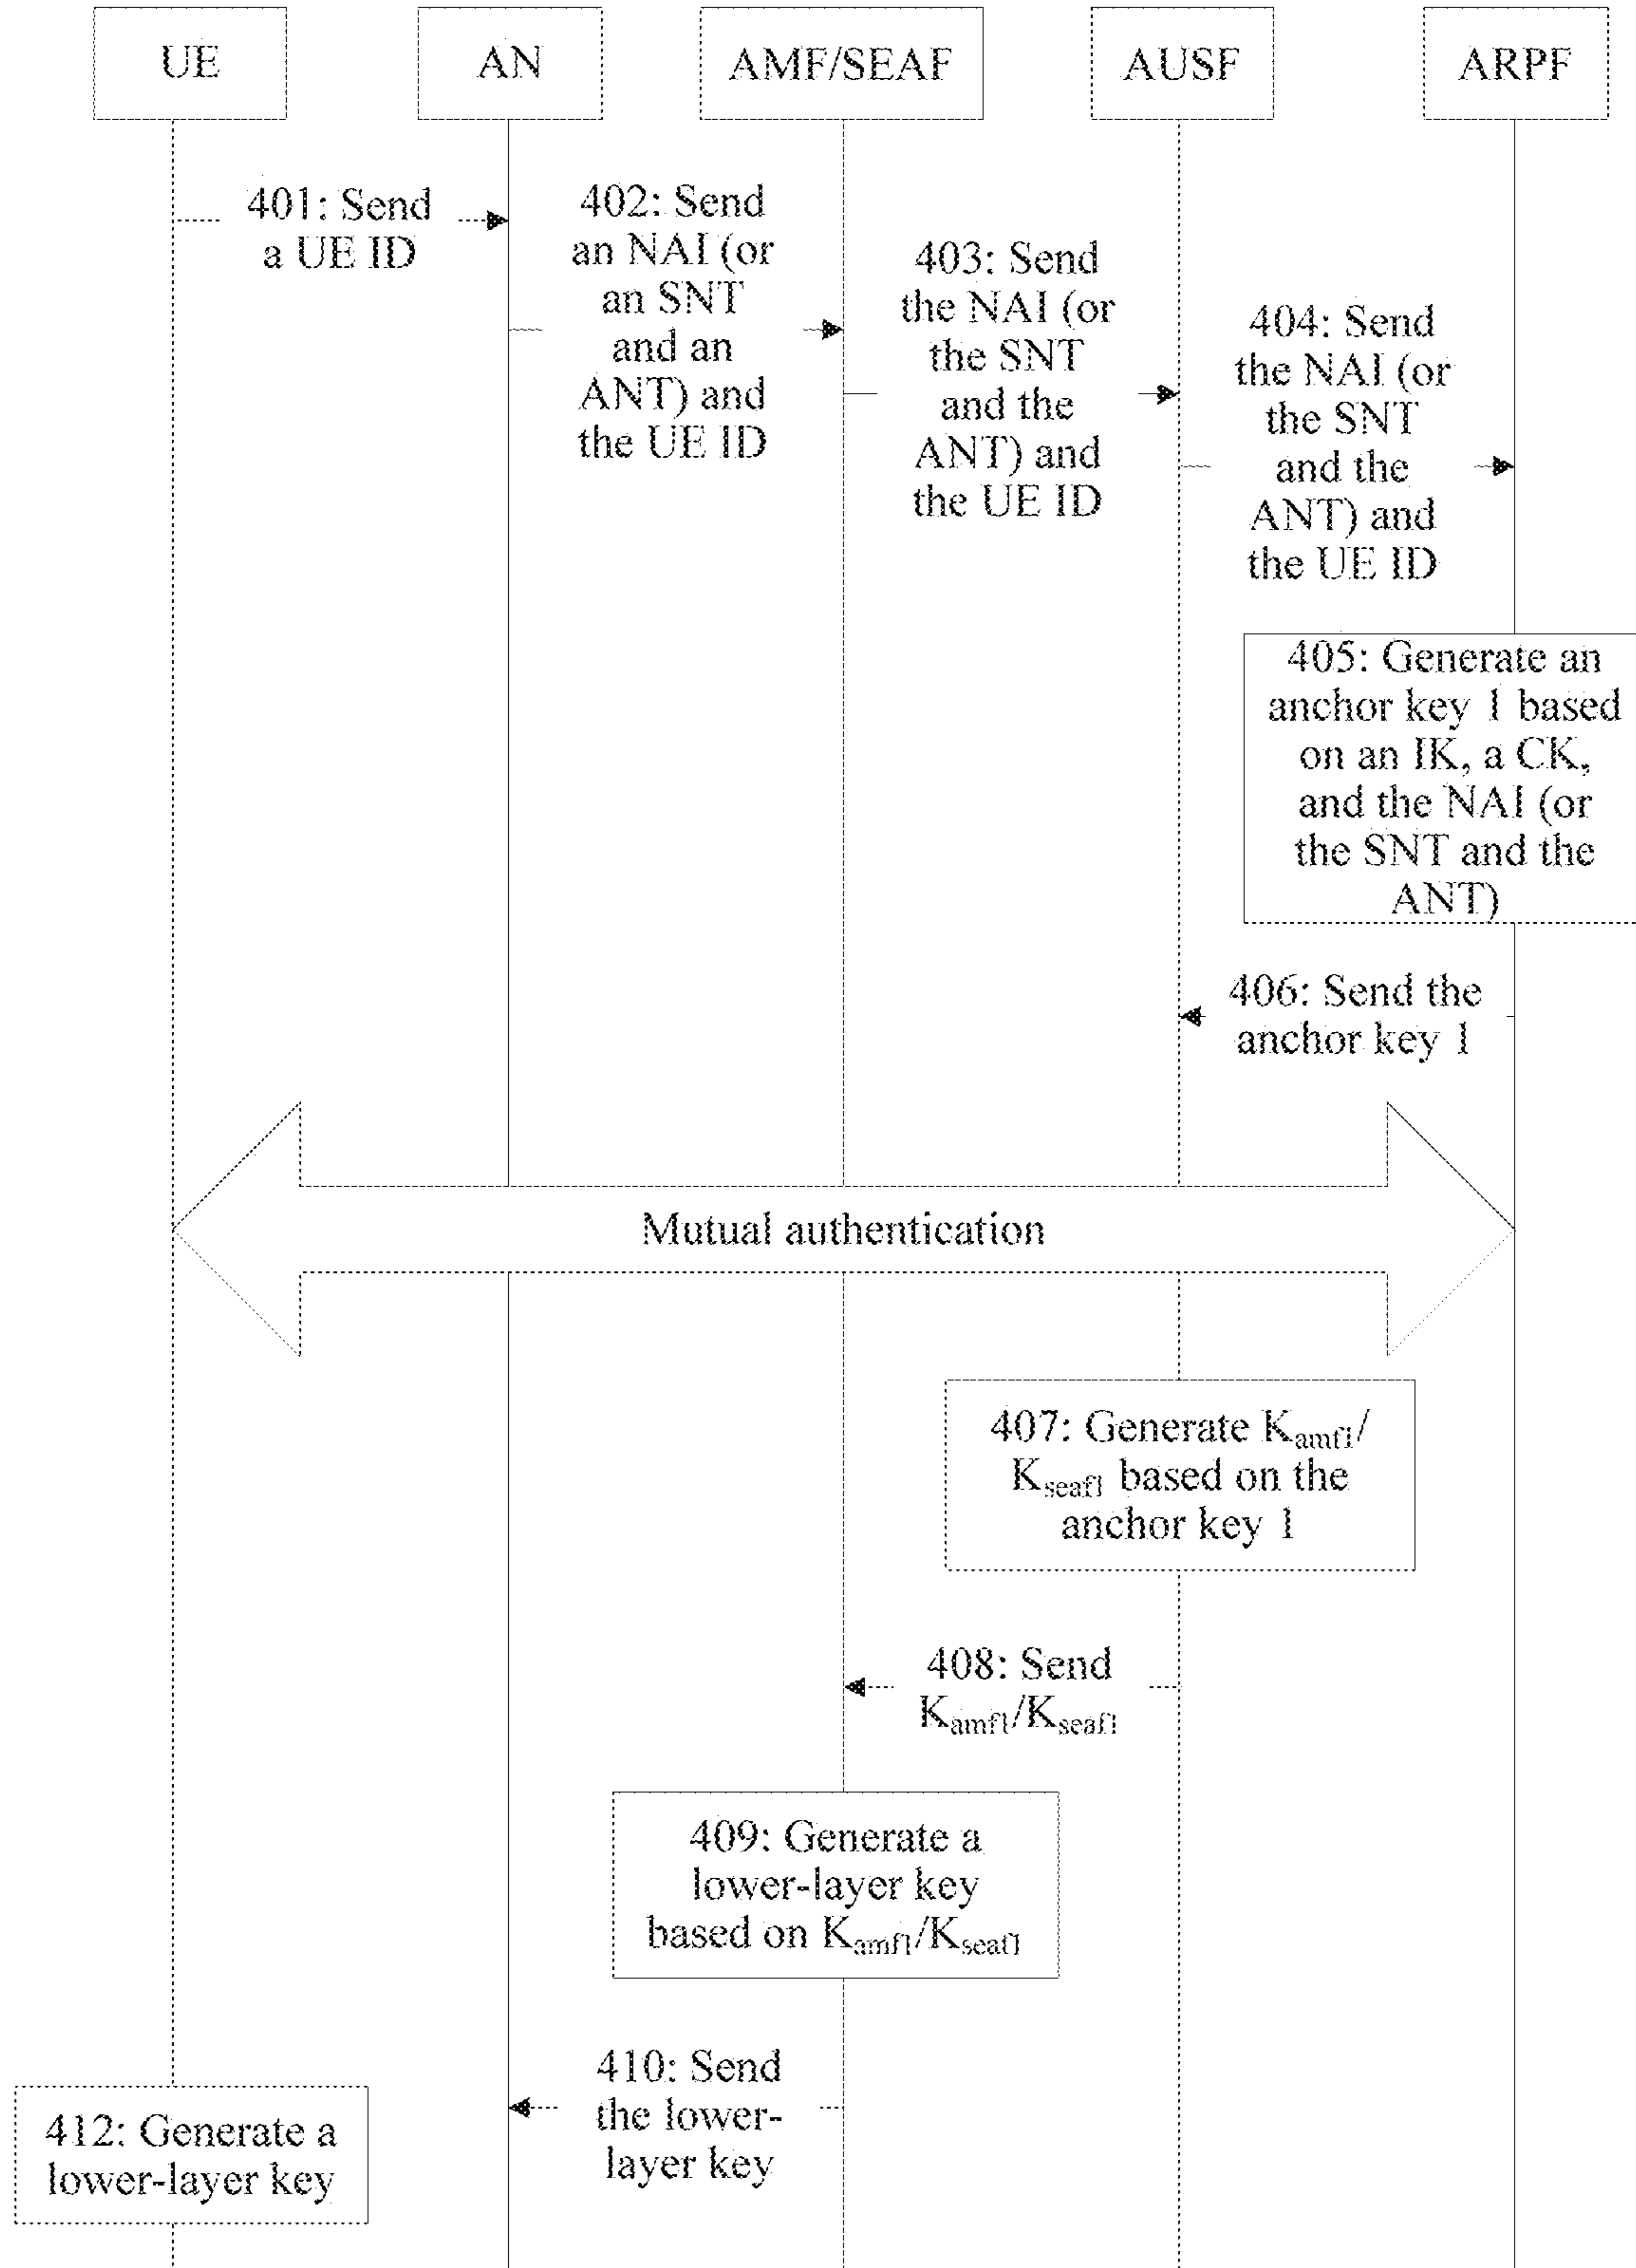 UE
AN
AMF/SEAF
AUSF
ARPF
401: Send
a UE ID
402: Send
an NAI (or
an SNT
and an
ANT) and
the UE ID
403: Send
the NAI (or
the SNT
and the
ANT) and
the UE ID
404: Send
the NAI (or
the SNT
and the
ANT) and
the UE ID
405: Generate an
anchor key 1 based
on an IK, a CK,
and the NAI (or
the SNT and the
ANT)
406: Send the
anchor key 1
Mutual authentication
407: Generate Kamf1/
Kseaf1 based on the
anchor key 1
408: Send
Kamf1/Kseaf1
409: Generate a
lower-layer key
based on Kamf1/Kseaf1
410: Send
the lower-
layer key
412: Generate a
lower-layer key